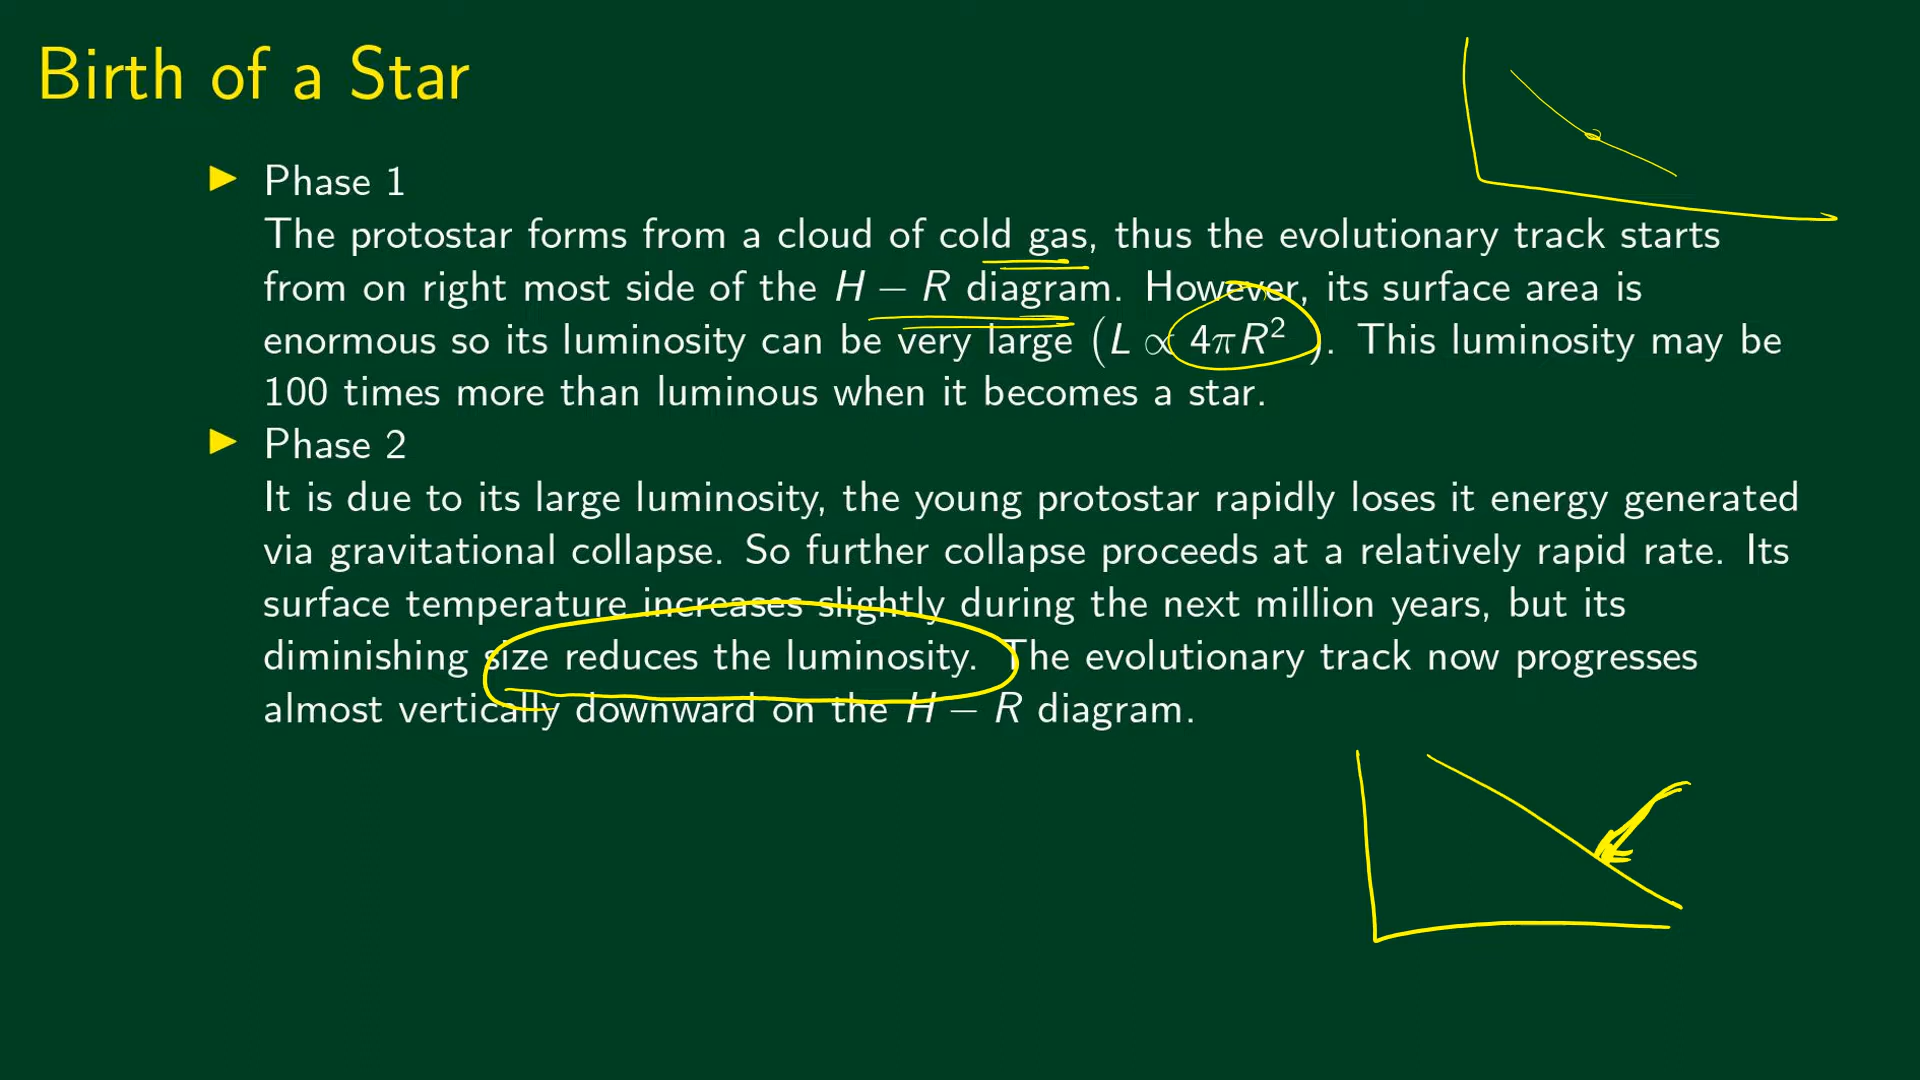 Birth of a Star
Phase 1
The protostar forms from a cloud of cold gas, thus the evolutionary track starts
from on right most side of the H − R diagram. However, its surface area is
enormous so its luminosity can be very large (L ∝ 4πR²). This luminosity may be
100 times more than luminous when it becomes a star.
Phase 2
It is due to its large luminosity, the young protostar rapidly loses it energy generated
via gravitational collapse. So further collapse proceeds at a relatively rapid rate. Its
surface temperature increases slightly during the next million years, but its
diminishing size reduces the luminosity. The evolutionary track now progresses
almost vertically downward on the H − R diagram.